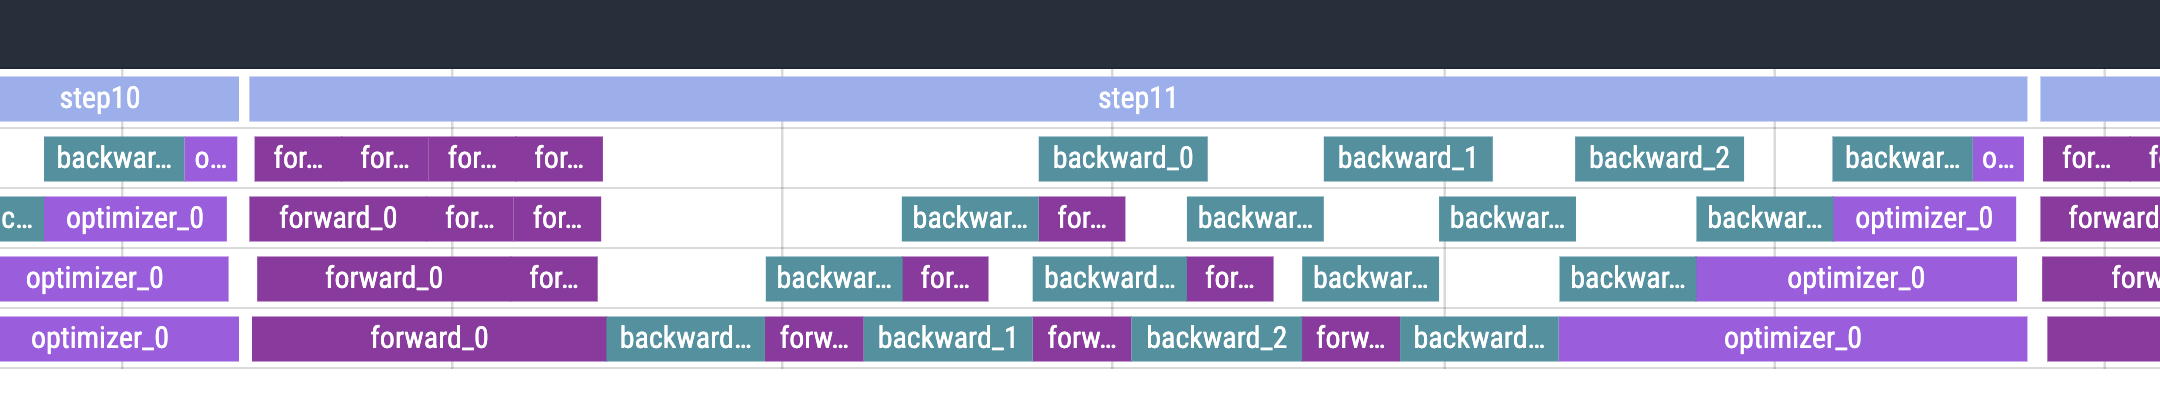 step10 step11
backwar... o... for... for... for... for... backward_0 backward_1 backward_2 backwar... o... for... f
c... optimizer_0 forward_0 for... for... backwar... for... backwar... backwar... backwar... optimizer_0 forward
optimizer_0 forward_0 for... backwar... for... backward... for... backwar... backwar... optimizer_0 forw
optimizer_0 forward_0 backward... forw... backward_1 forw... backward_2 forw... backward... optimizer_0